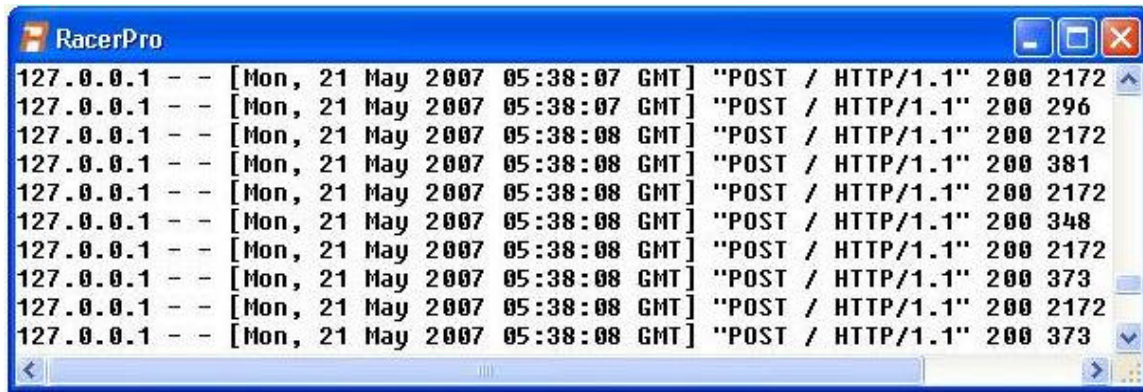 RacerPro
127.0.0.1 - - [Mon, 21 May 2007 05:38:07 GMT] "POST / HTTP/1.1" 200 2172
127.0.0.1 - - [Mon, 21 May 2007 05:38:07 GMT] "POST / HTTP/1.1" 200 296
127.0.0.1 - - [Mon, 21 May 2007 05:38:08 GMT] "POST / HTTP/1.1" 200 2172
127.0.0.1 - - [Mon, 21 May 2007 05:38:08 GMT] "POST / HTTP/1.1" 200 381
127.0.0.1 - - [Mon, 21 May 2007 05:38:08 GMT] "POST / HTTP/1.1" 200 2172
127.0.0.1 - - [Mon, 21 May 2007 05:38:08 GMT] "POST / HTTP/1.1" 200 348
127.0.0.1 - - [Mon, 21 May 2007 05:38:08 GMT] "POST / HTTP/1.1" 200 2172
127.0.0.1 - - [Mon, 21 May 2007 05:38:08 GMT] "POST / HTTP/1.1" 200 373
127.0.0.1 - - [Mon, 21 May 2007 05:38:08 GMT] "POST / HTTP/1.1" 200 2172
127.0.0.1 - - [Mon, 21 May 2007 05:38:08 GMT] "POST / HTTP/1.1" 200 373